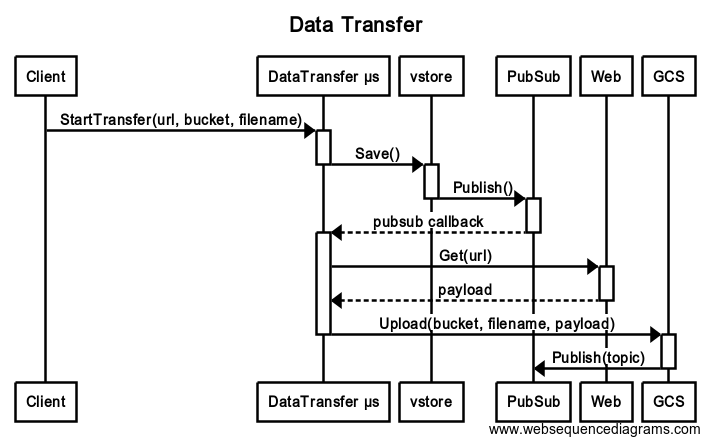 Data Transfer
Client DataTransfer μs vstore PubSub Web GCS
StartTransfer(url, bucket, filename)
Save()
Publish()
pubsub callback
Get(url)
payload
Upload(bucket, filename, payload)
Publish(topic)
Client DataTransfer μs vstore PubSub Web GCS
www.websequencediagrams.com